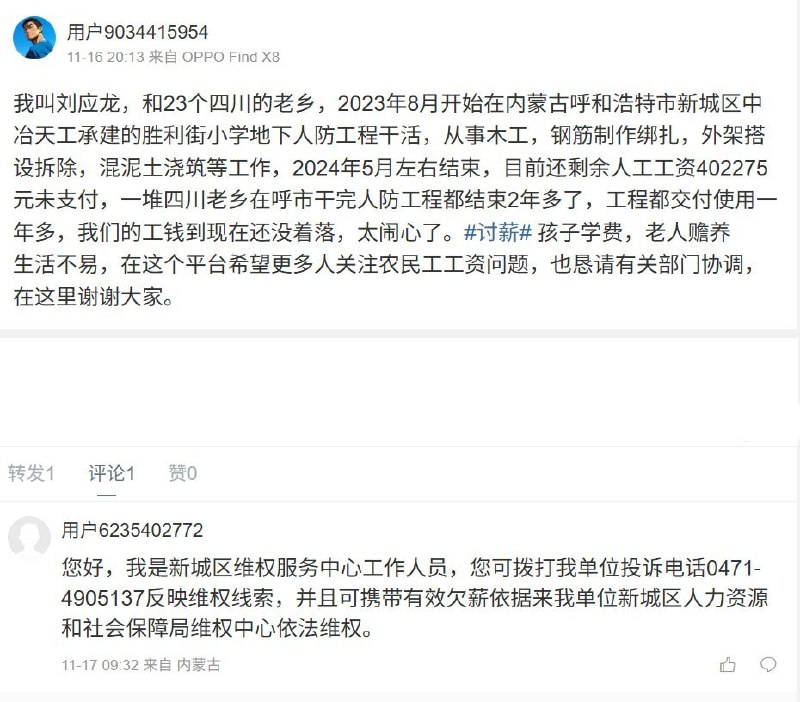 用户9034415954
11-16 20:13 来自 OPPO Find X8
我叫刘应龙，和23个四川的老乡，2023年8月开始在内蒙古呼和浩特市新城区中
冶天工承建的胜利街小学地下人防工程干活，从事木工，钢筋制作绑扎，外架搭
设拆除，混泥土浇筑等工作，2024年5月左右结束，目前还剩余人工工资402275
元未支付，一堆四川老乡在呼市干完人防工程都结束2年多了，工程都交付使用一
年多，我们的工钱到现在还没着落，太闹心了。#讨薪# 孩子学费，老人赡养
生活不易，在这个平台希望更多人关注农民工工资问题，也恳请有关部门协调，
在这里谢谢大家。
转发1 评论1 赞0
用户6235402772
您好，我是新城区维权服务中心工作人员，您可拨打我单位投诉电话0471-
4905137反映维权线索，并且可携带有效欠薪依据来我单位新城区人力资源
和社会保障局维权中心依法维权。
11-17 09:32 来自 内蒙古